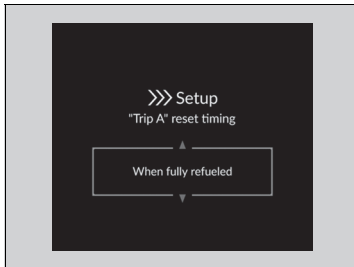 >>> Setup
"Trip A" reset timing
When fully refueled